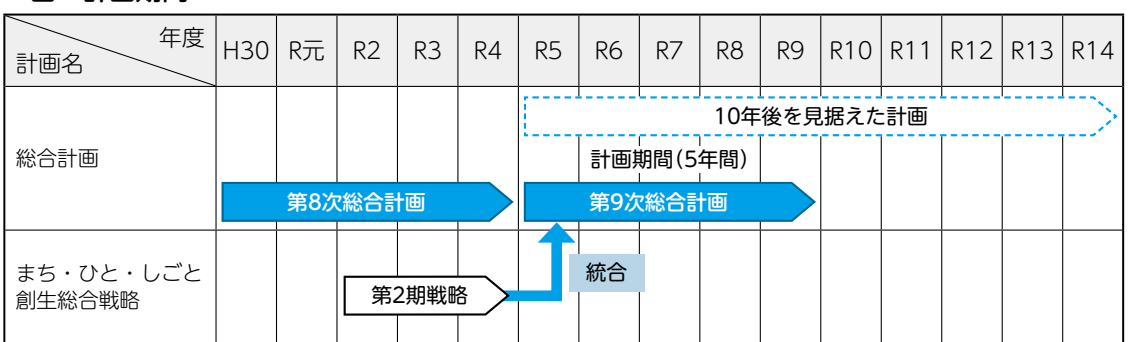 年度
計画名
H30 R元 R2 R3 R4 R5 R6 R7 R8 R9 R10 R11 R12 R13 R14
10年後を見据えた計画
総合計画
計画期間(5年間)
第8次総合計画 第9次総合計画
まち・ひと・しごと
創生総合戦略
第2期戦略
統合